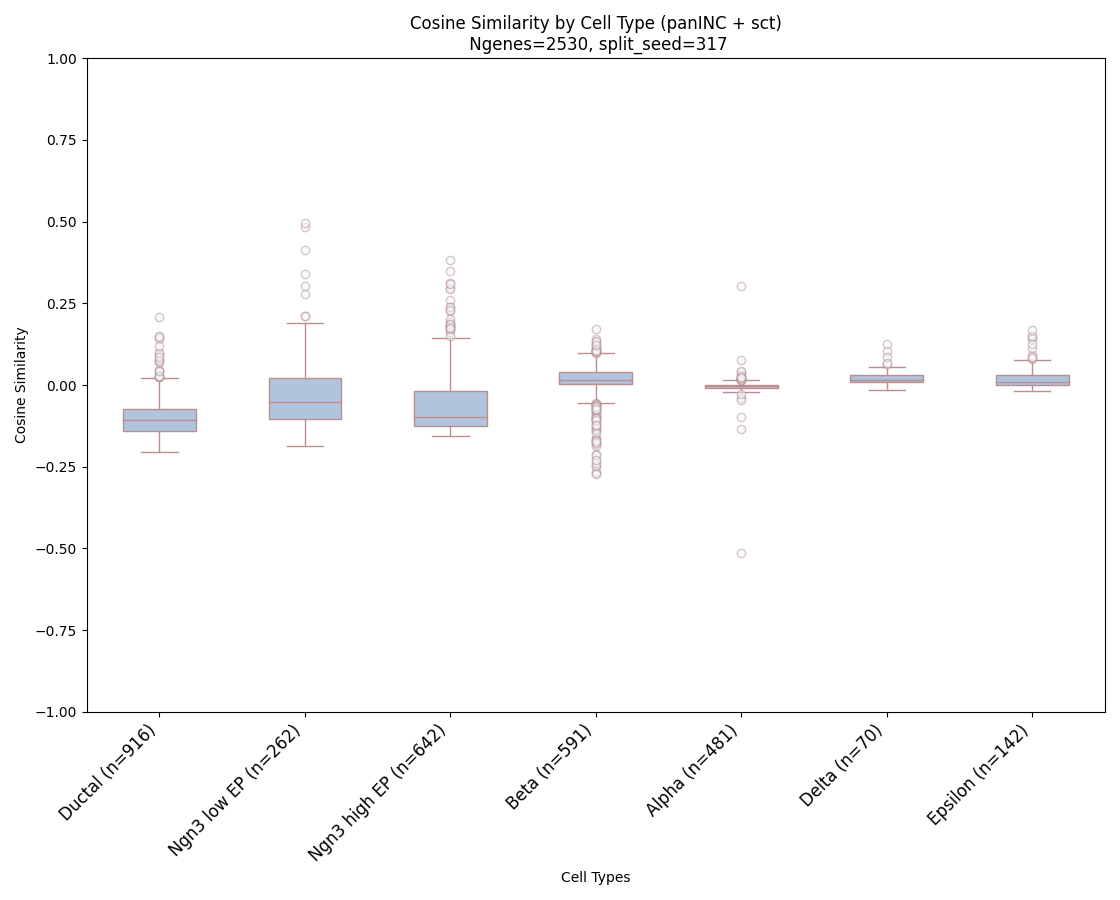 Cosine Similarity by Cell Type (panINC + sct)
Ngenes=2530, split_seed=317
Cosine Similarity
1.00
0.75
0.50
0.25
0.00
−0.25
−0.50
−0.75
−1.00
Ductal (n=916)
Ngn3 low EP (n=262)
Ngn3 high EP (n=642)
Beta (n=591)
Alpha (n=481)
Delta (n=70)
Epsilon (n=142)
Cell Types